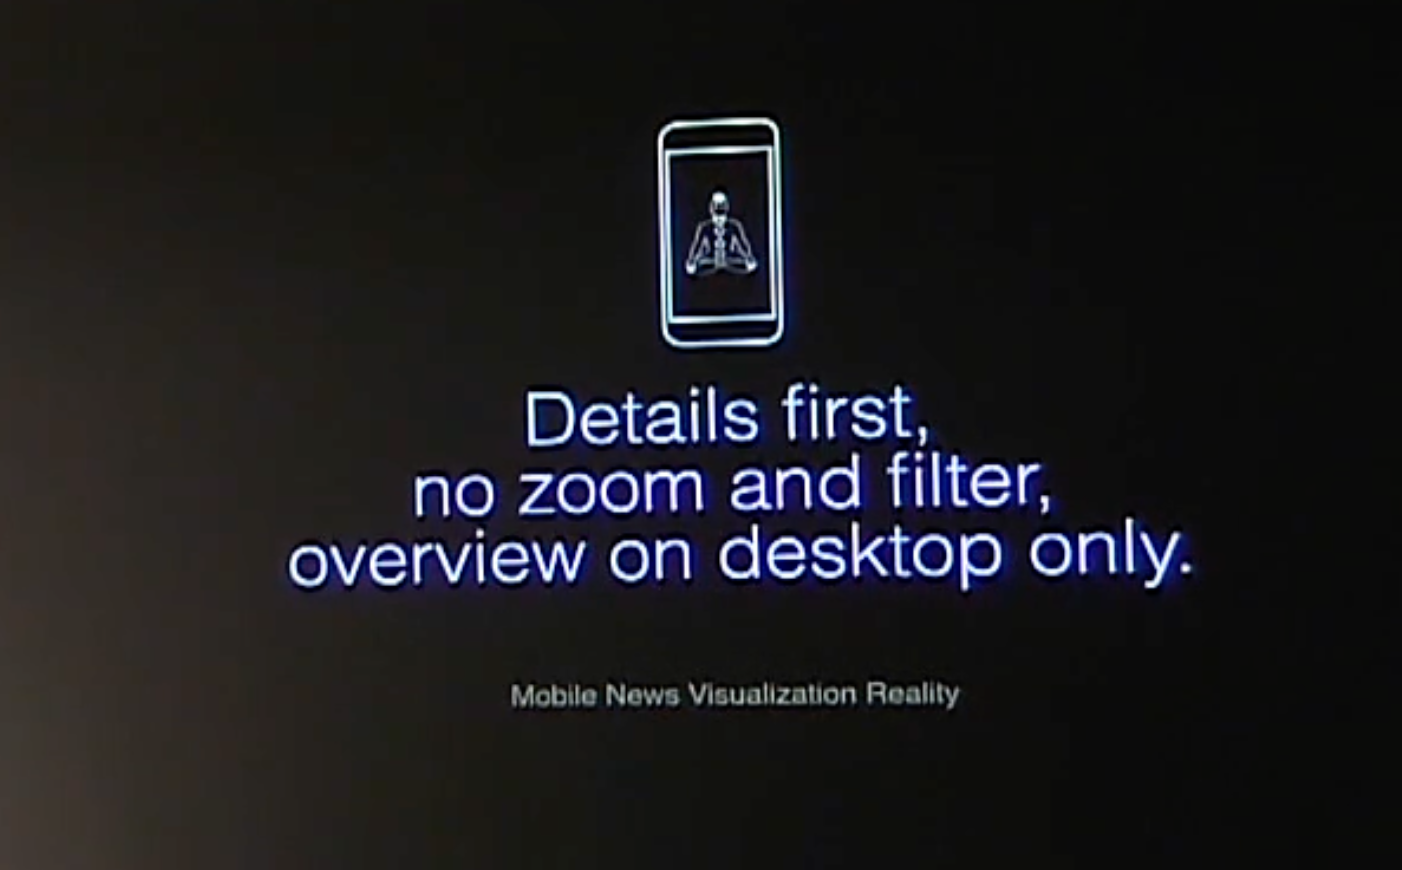 Details first,
no zoom and filter,
overview on desktop only.
Mobile News Visualization Reality